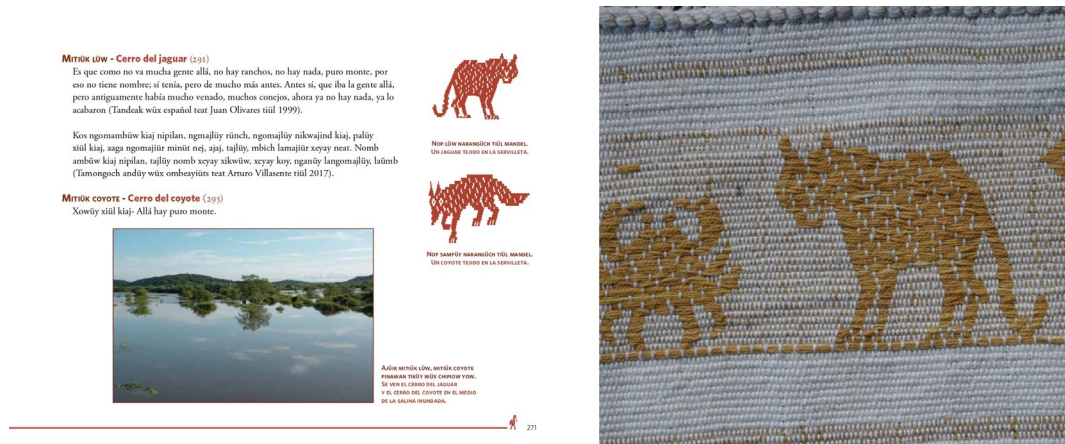 MITIÜK LÜW - Cerro del jaguar (291)
Es que como no va mucha gente allá, no hay ranchos, no hay nada, puro monte, por
eso no tiene nombre; sí tenía, pero de mucho más antes. Antes sí, que iba la gente allá,
pero antiguamente había mucho venado, muchos conejos, ahora ya no hay nada, ya lo
acabaron (Tandeak wüx español teat Juan Olivares tiül 1999).
Kos ngomambüw kiaj nipilan, ngmajlüy rünch, ngomajlüy nikwajind kiaj, palüy
xiül kiaj, aaga ngomajiür minüt nej, ajaj, tajlüy, mbich lamajiür xeyay neat. Nomb
ambüw kiaj nipilan, tajlüy nomb xeyay xikwüw, xeyay koy, nganüy langomajlüy, laümb
(Tamongoch andüy wüx ombeayiüts teat Arturo Villasente tiül 2017).
MITIÜK COYOTE - Cerro del coyote (293)
Xowüy xiül kiaj- Allá hay puro monte.
NOP LÜW NARANGÜCH TIÜL MANDEL.
UN JAGUAR TEJIDO EN LA SERVILLETA.
NOP SAMPÜY NARANGÜCH TIÜL MANDEL.
UN COYOTE TEJIDO EN LA SERVILLETA.
AJÜIK MITIÜK LÜW, MITIÜK COYOTE
PINAWAN TIKÜY WÜX CHIPIOW YOW.
SE VEN EL CERRO DEL JAGUAR
Y EL CERRO DEL COYOTE EN EL MEDIO
DE LA SALINA INUNDADA.
271